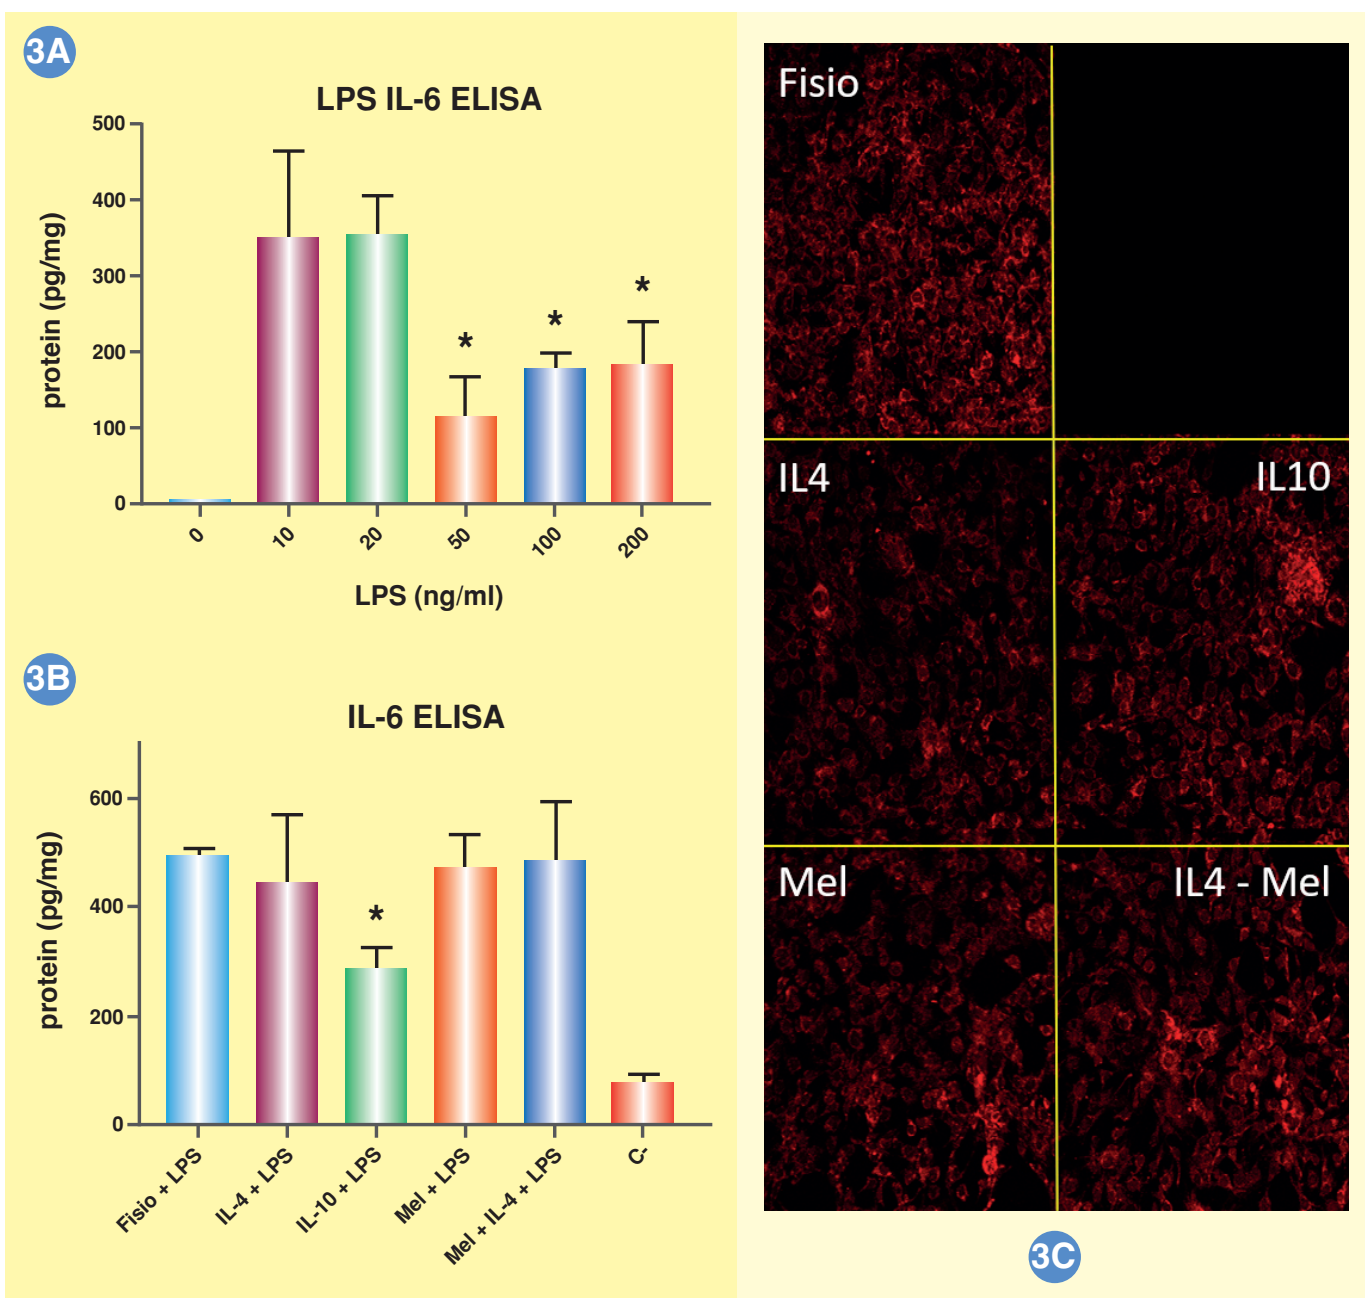 3A
LPS IL-6 ELISA
protein (pg/mg)
500
400
300
200
100
0
*
*
*
0
10
20
50
100
200
LPS (ng/ml)
3B
IL-6 ELISA
protein (pg/mg)
600
400
200
0
*
Fisio + LPS
IL-4 + LPS
IL-10 + LPS
Mel + LPS
Mel + IL-4 + LPS
C-
Fisio
IL4
IL10
Mel
IL4 - Mel
3C